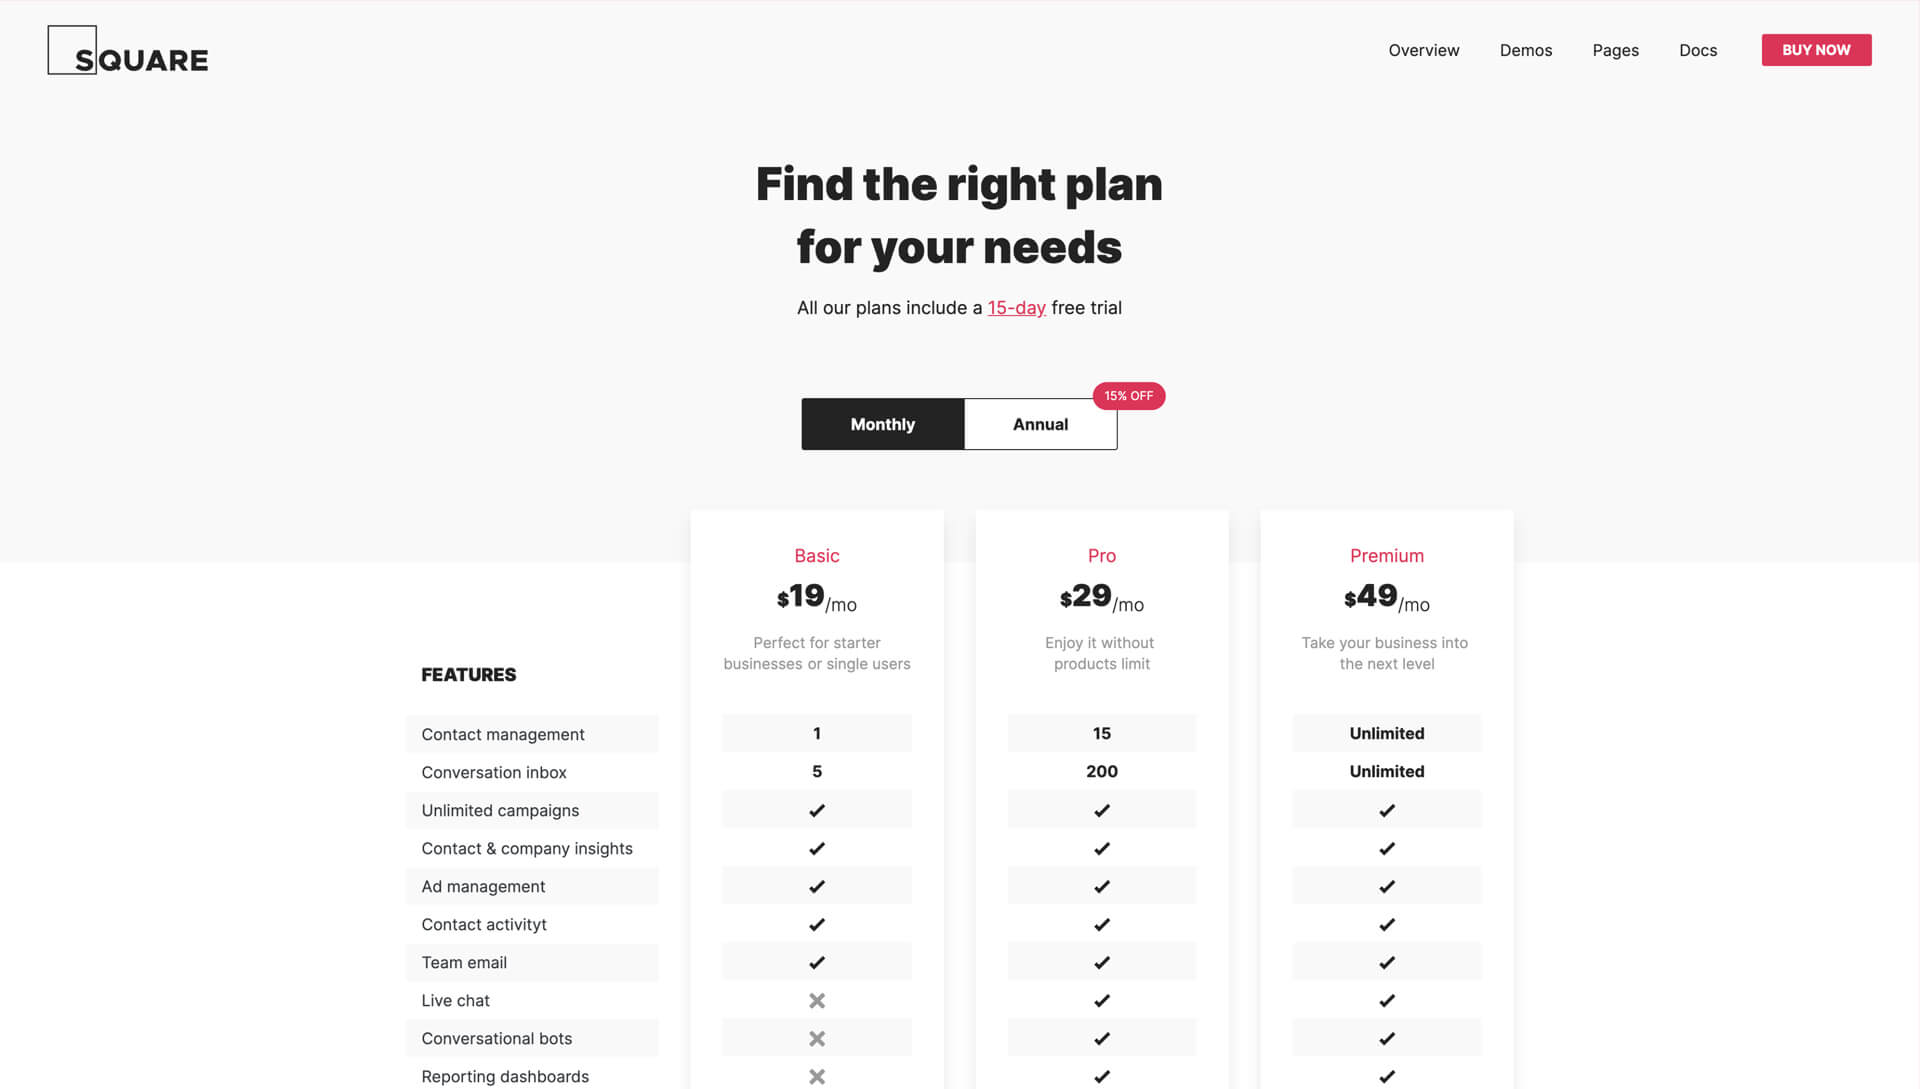 SQUARE
Overview Demos Pages Docs BUY NOW
Find the right plan
for your needs
All our plans include a 15-day free trial
15% OFF
Monthly Annual
Basic Pro Premium
$19/mo $29/mo $49/mo
Perfect for starter Enjoy it without Take your business into
businesses or single users products limit the next level
FEATURES
Contact management 1 15 Unlimited
Conversation inbox 5 200 Unlimited
Unlimited campaigns
Contact & company insights
Ad management
Contact activityt
Team email
Live chat
Conversational bots
Reporting dashboards